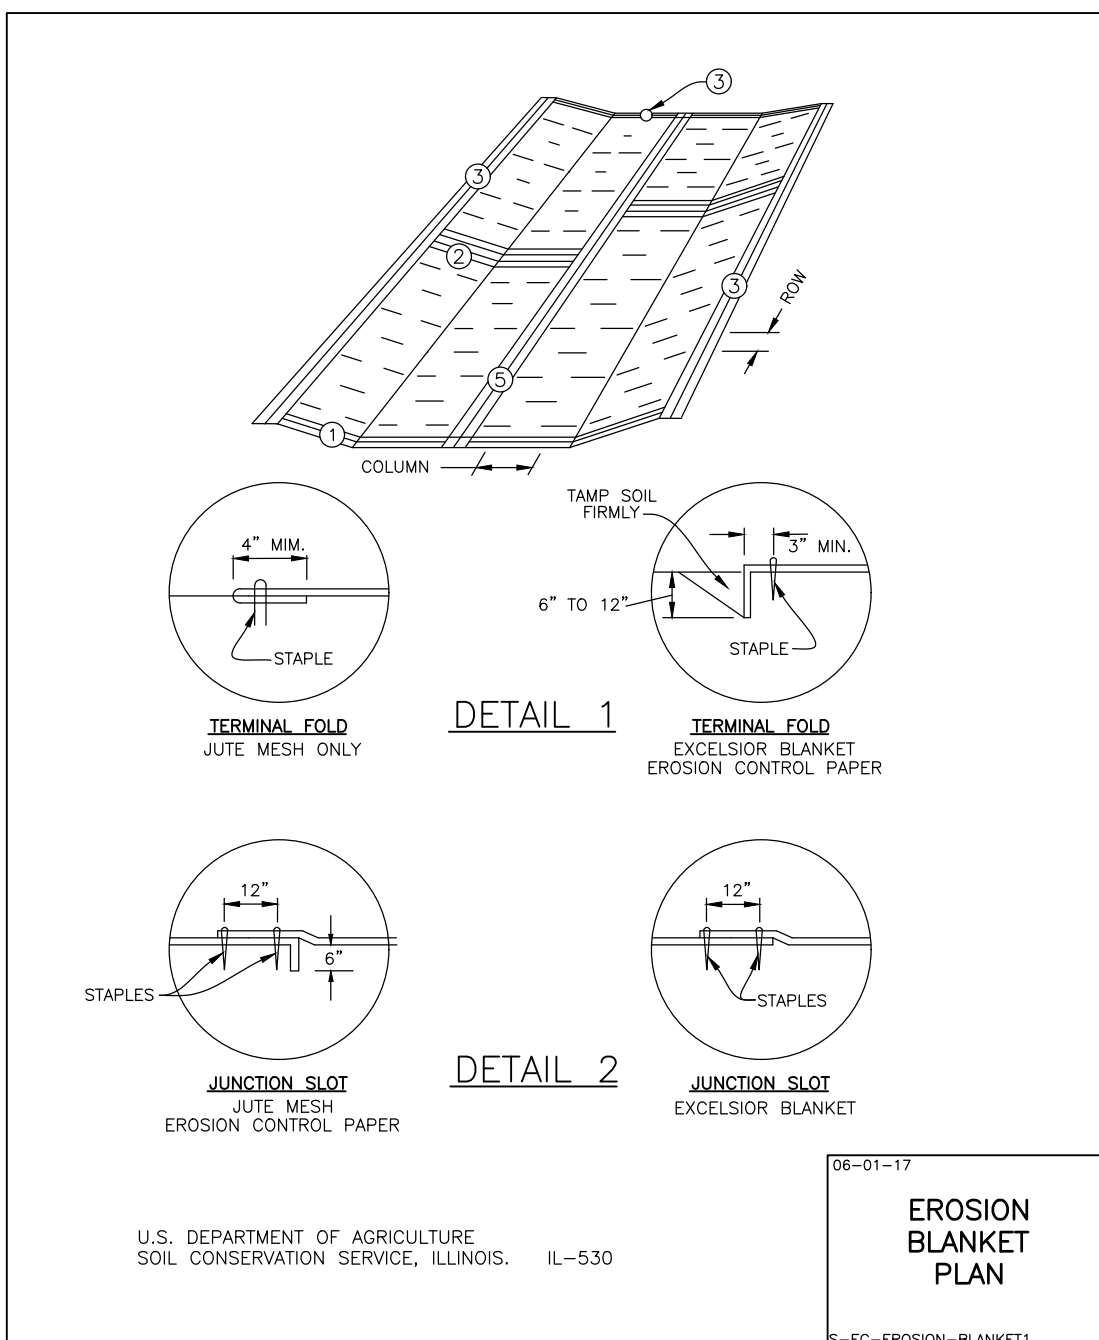 3
3
2
3
ROW
5
1
COLUMN
4" MIM.
STAPLE
TERMINAL FOLD
JUTE MESH ONLY
DETAIL 1
TAMP SOIL
FIRMLY
3" MIN.
6" TO 12"
STAPLE
TERMINAL FOLD
EXCELSIOR BLANKET
EROSION CONTROL PAPER
12"
6"
STAPLES
JUNCTION SLOT
JUTE MESH
EROSION CONTROL PAPER
DETAIL 2
12"
STAPLES
JUNCTION SLOT
EXCELSIOR BLANKET
U.S. DEPARTMENT OF AGRICULTURE
SOIL CONSERVATION SERVICE, ILLINOIS. IL-530
06-01-17
EROSION
BLANKET
PLAN
S-EC-EROSION-BLANKET1